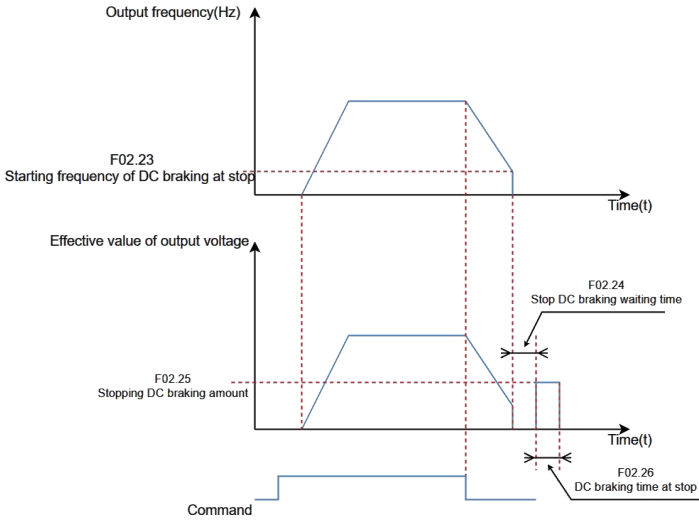 Output frequency(Hz)
F02.23
Starting frequency of DC braking at stop
Time(t)
Effective value of output voltage
F02.24
Stop DC braking waiting time
F02.25
Stopping DC braking amount
Time(t)
F02.26
DC braking time at stop
Command